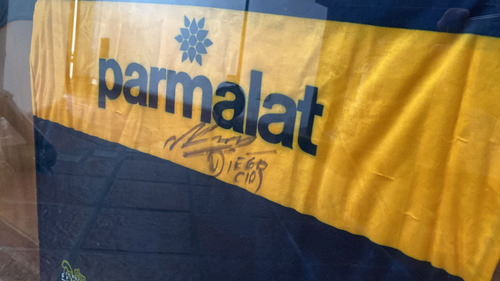 parmalat
DIEGO
(10)